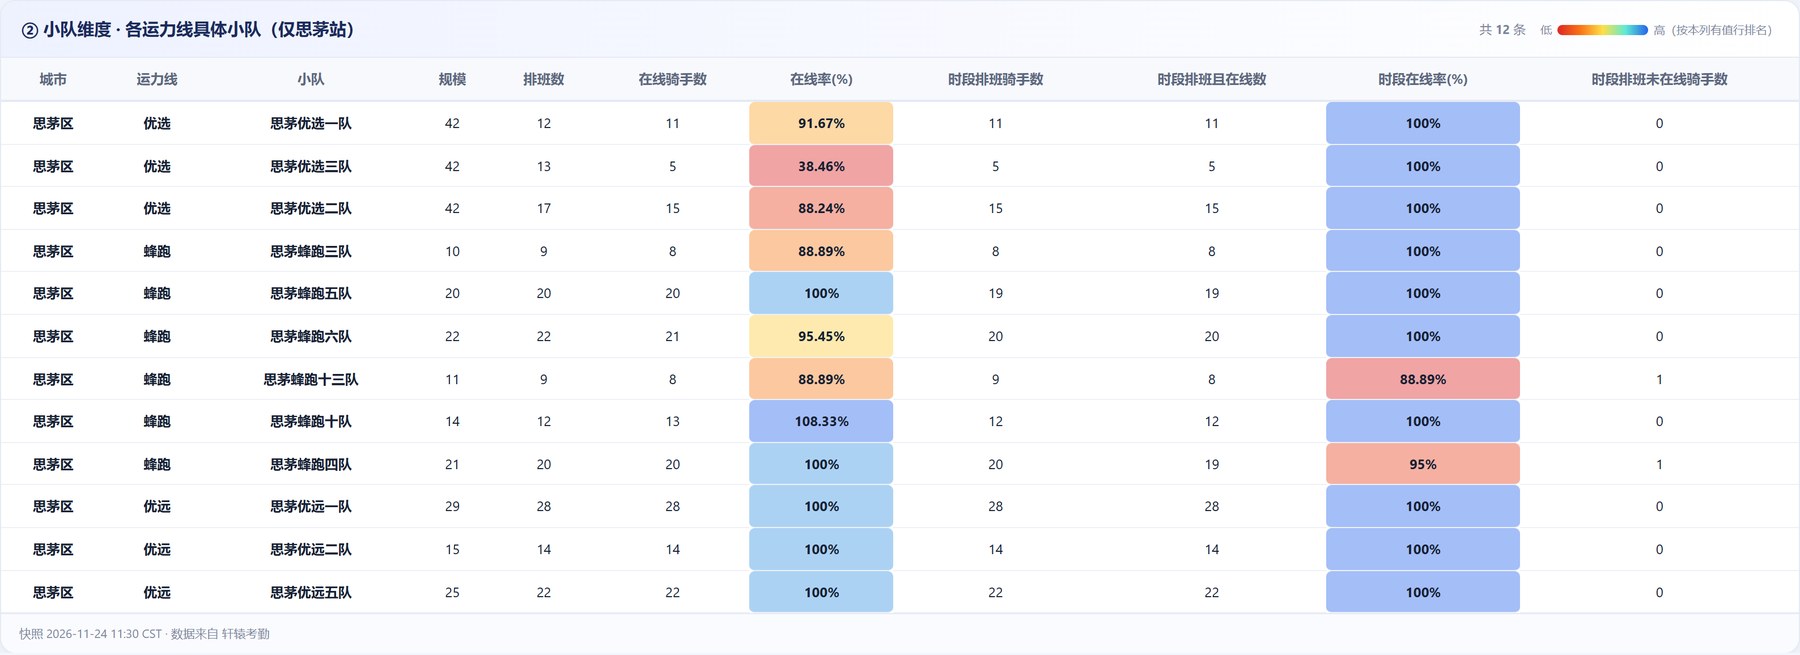 ② 小队维度 · 各运力线具体小队（仅思茅站）
共 12 条 低 高 (按本列有值行排名)
城市 运力线 小队 规模 排班数 在线骑手数 在线率(%) 时段排班骑手数 时段排班且在线数 时段在线率(%) 时段排班未在线骑手数
思茅区 优选 思茅优选一队 42 12 11 91.67% 11 11 100% 0
思茅区 优选 思茅优选三队 42 13 5 38.46% 5 5 100% 0
思茅区 优选 思茅优选二队 42 17 15 88.24% 15 15 100% 0
思茅区 蜂跑 思茅蜂跑三队 10 9 8 88.89% 8 8 100% 0
思茅区 蜂跑 思茅蜂跑五队 20 20 20 100% 19 19 100% 0
思茅区 蜂跑 思茅蜂跑六队 22 22 21 95.45% 20 20 100% 0
思茅区 蜂跑 思茅蜂跑十三队 11 9 8 88.89% 9 8 88.89% 1
思茅区 蜂跑 思茅蜂跑十队 14 12 13 108.33% 12 12 100% 0
思茅区 蜂跑 思茅蜂跑四队 21 20 20 100% 20 19 95% 1
思茅区 优远 思茅优远一队 29 28 28 100% 28 28 100% 0
思茅区 优远 思茅优远二队 15 14 14 100% 14 14 100% 0
思茅区 优远 思茅优远五队 25 22 22 100% 22 22 100% 0
快照 2026-11-24 11:30 CST · 数据来自 轩辕考勤